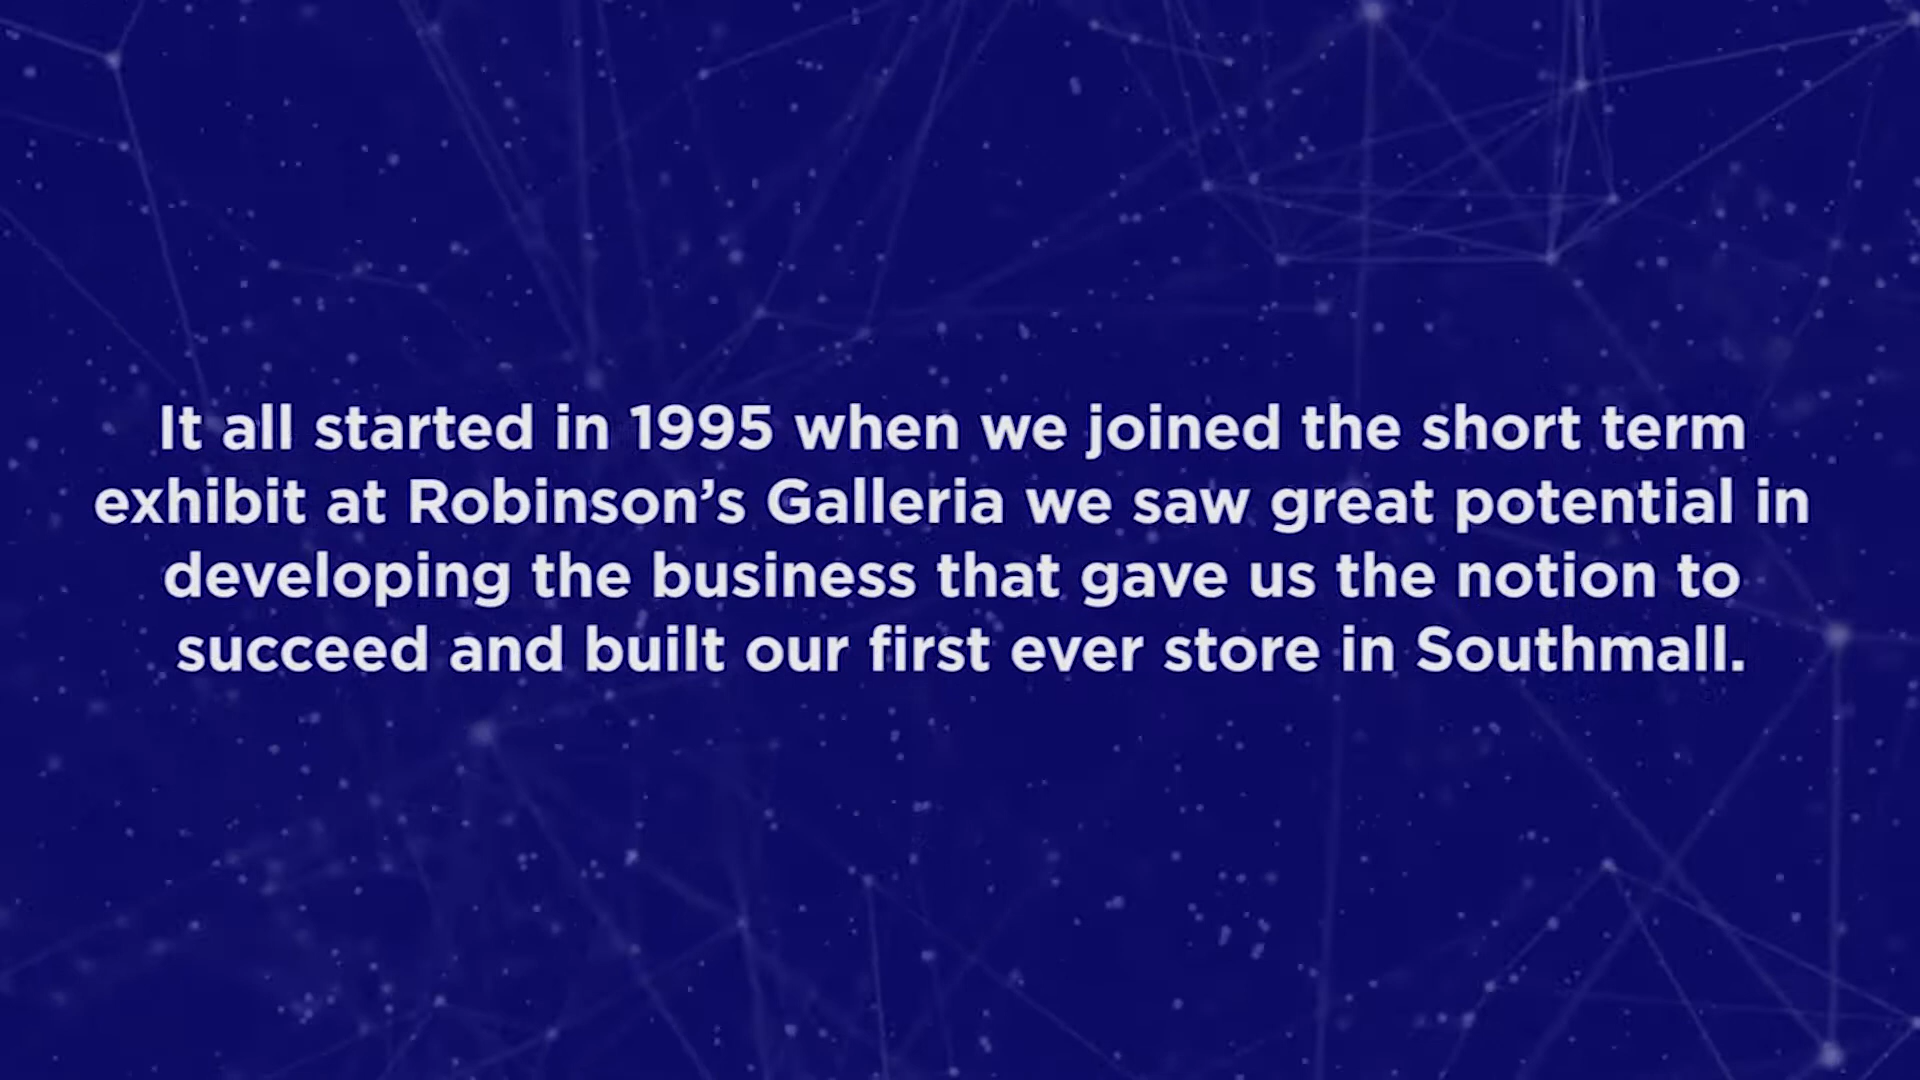 It all started in 1995 when we joined the short term
exhibit at Robinson’s Galleria we saw great potential in
developing the business that gave us the notion to
succeed and built our first ever store in Southmall.